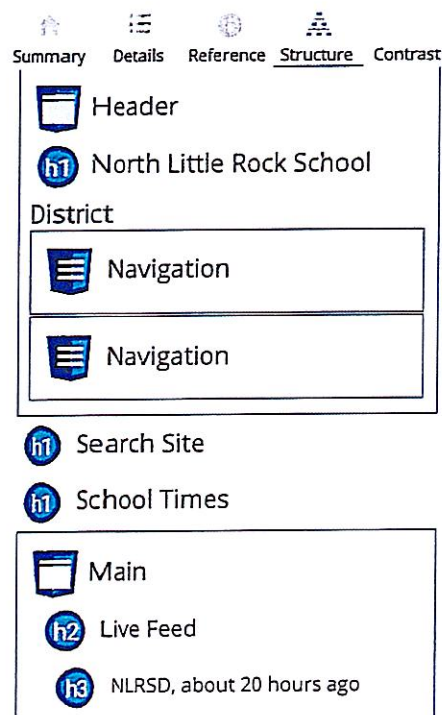 Summary Details Reference Structure Contrast
Header
h1 North Little Rock School
District
Navigation
Navigation
h1 Search Site
h1 School Times
Main
h2 Live Feed
h3 NLRSD, about 20 hours ago